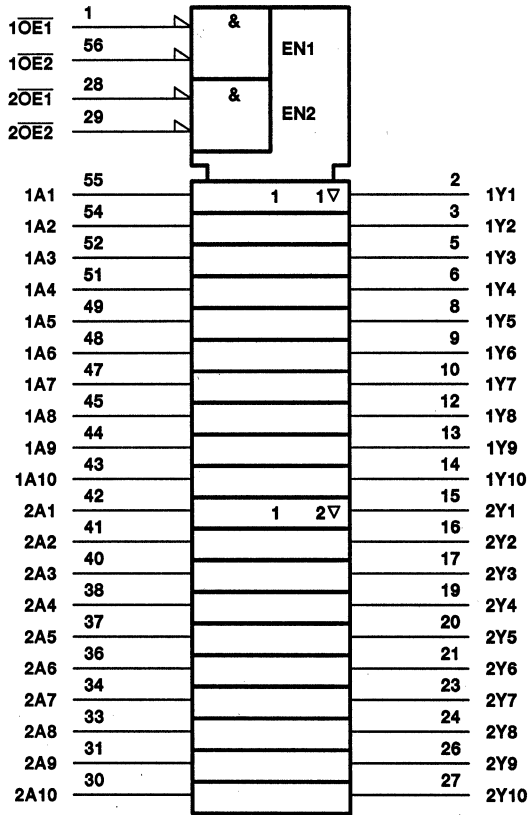 1OE1 1 & EN1
1OE2 56
2OE1 28 & EN2
2OE2 29
1A1 55 1 1▽ 2 1Y1
1A2 54 3 1Y2
1A3 52 5 1Y3
1A4 51 6 1Y4
1A5 49 8 1Y5
1A6 48 9 1Y6
1A7 47 10 1Y7
1A8 45 12 1Y8
1A9 44 13 1Y9
1A10 43 14 1Y10
2A1 42 1 2▽ 15 2Y1
2A2 41 16 2Y2
2A3 40 17 2Y3
2A4 38 19 2Y4
2A5 37 20 2Y5
2A6 36 21 2Y6
2A7 34 23 2Y7
2A8 33 24 2Y8
2A9 31 26 2Y9
2A10 30 27 2Y10